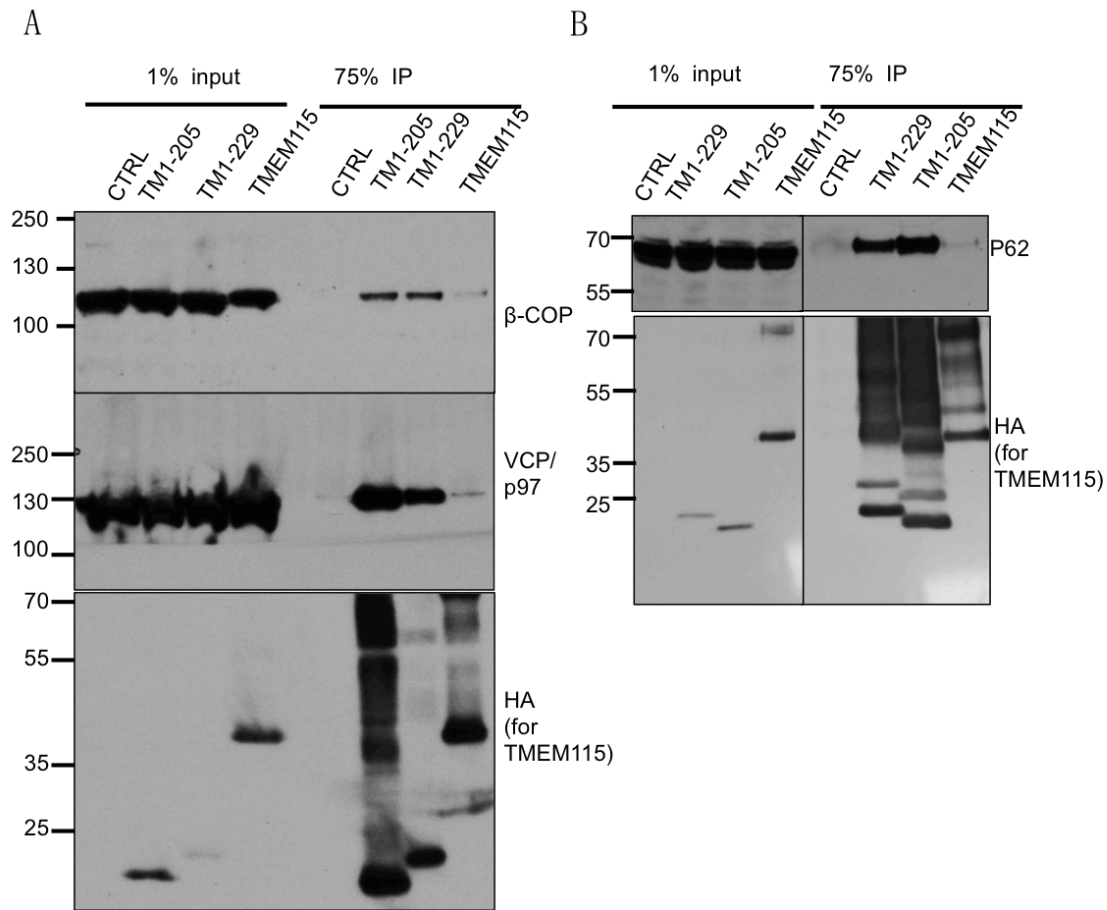 A
1% input 75% IP
CTRL TM1-205 TM1-229 TMEM115 CTRL TM1-205 TM1-229 TMEM115
250
130
100
β-COP
250
130
100
VCP/
p97
70
55
35
25
HA
(for
TMEM115)
B
1% input 75% IP
CTRL TM1-229 TM1-205 TMEM115 CTRL TM1-229 TM1-205 TMEM115
70
55
P62
70
55
35
25
HA
(for
TMEM115)